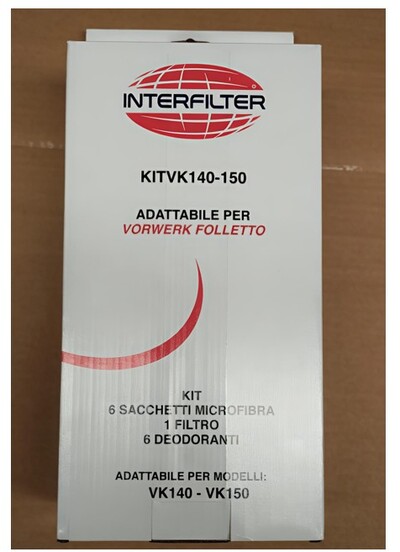 INTERFILTER
KITVK140-150
ADATTABILE PER
VORWERK FOLLETTO
KIT
6 SACCHETTI MICROFIBRA
1 FILTRO
6 DEODORANTI
ADATTABILE PER MODELLI:
VK140 - VK150